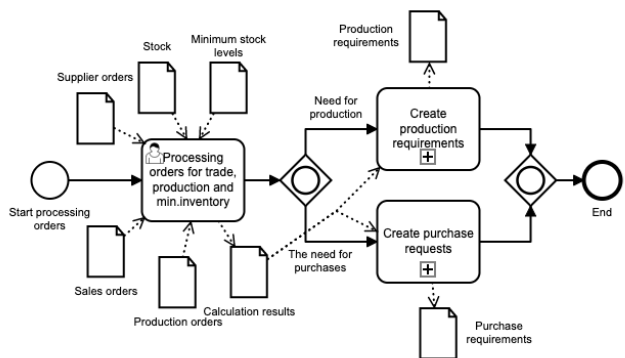 Production
requirements
Minimum stock
levels
Stock
Supplier orders
Need for
production
Create
production
requirements
Processing
orders for trade,
production and
min.inventory
Start processing
orders
End
Create purchase
requests
The need for
purchases
Sales orders
Production orders
Calculation results
Purchase
requirements